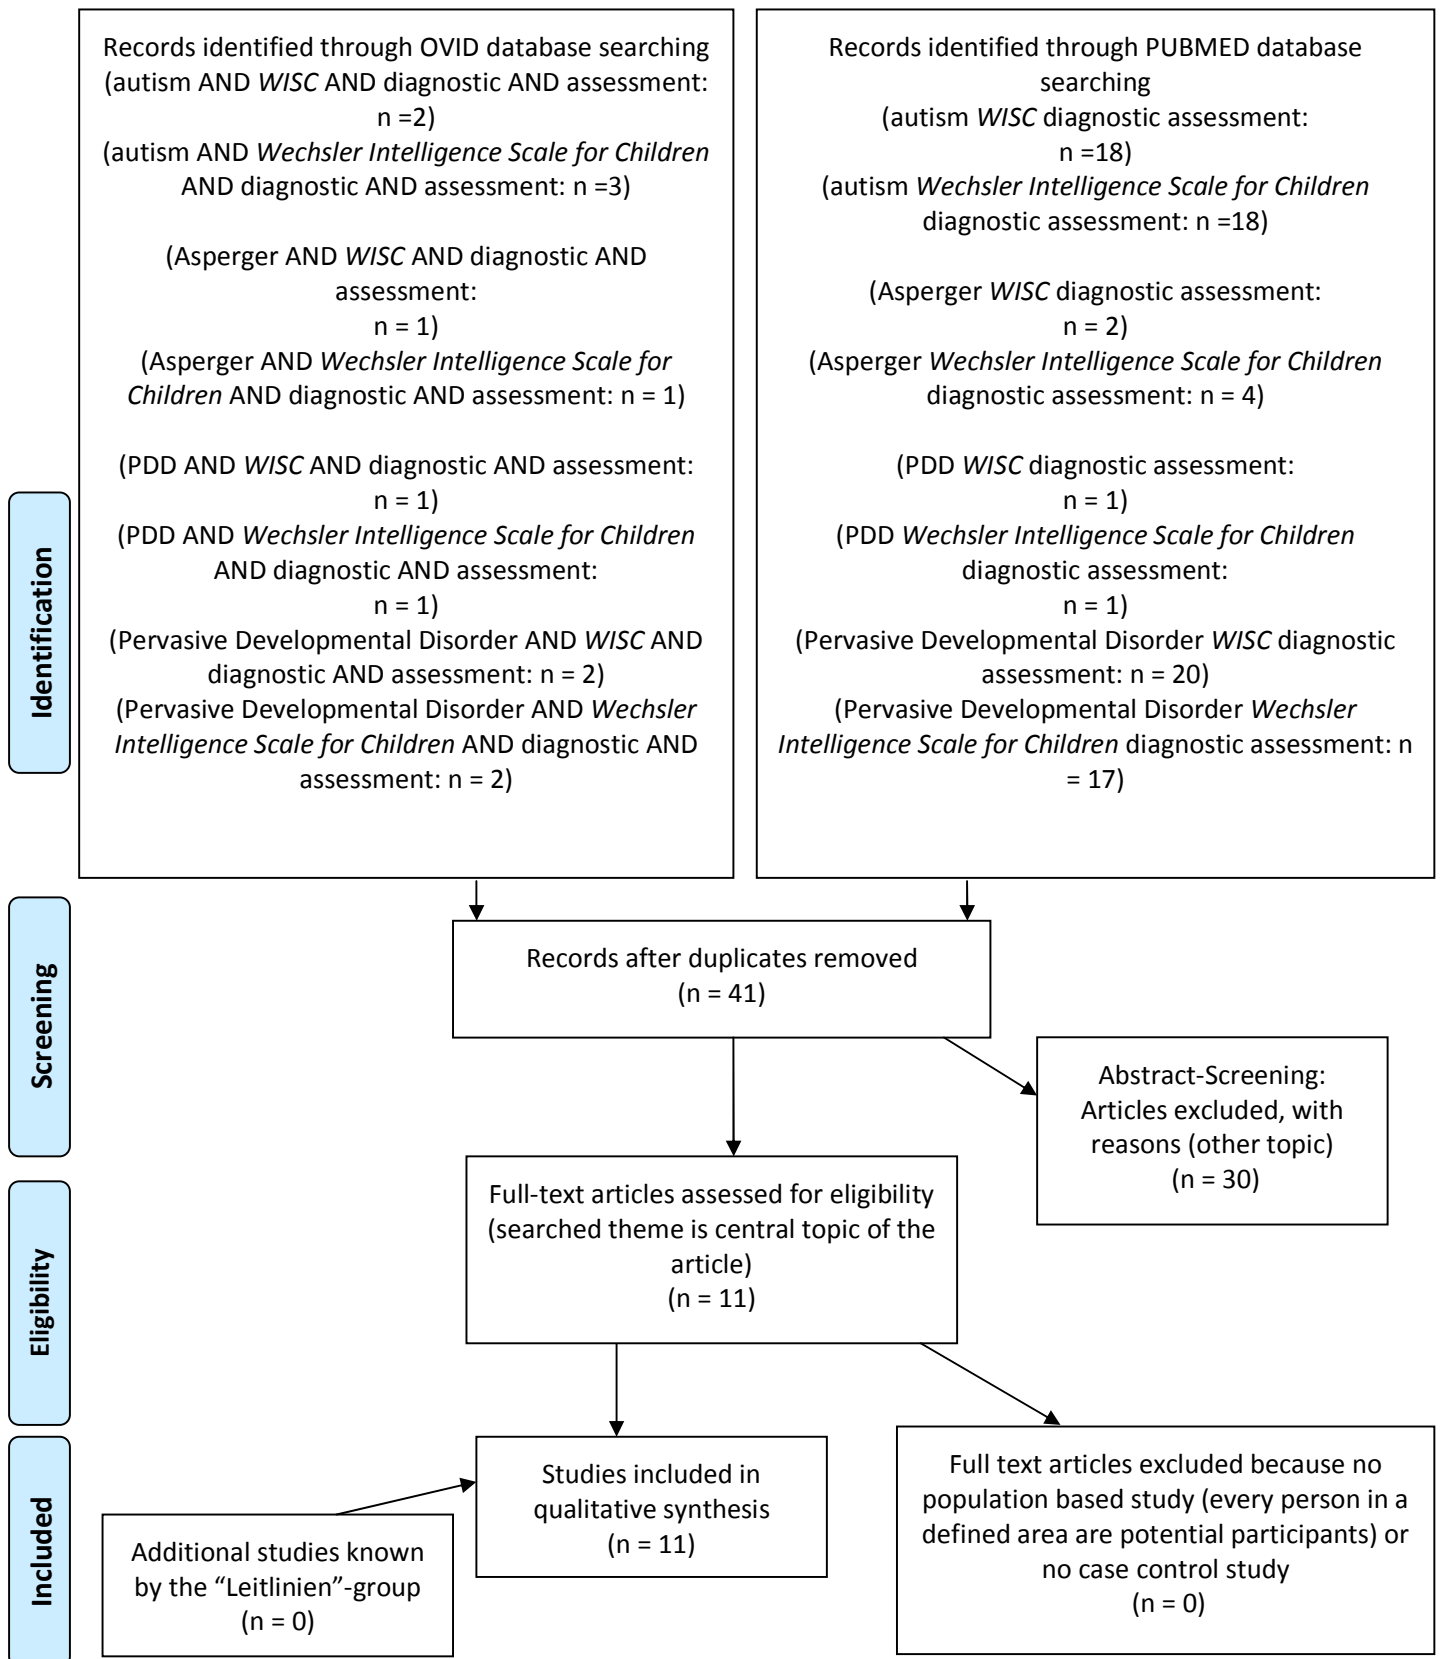 Records identified through OVID database searching
(autism AND WISC AND diagnostic AND assessment:
n =2)
(autism AND Wechsler Intelligence Scale for Children
AND diagnostic AND assessment: n =3)
(Asperger AND WISC AND diagnostic AND
assessment:
n = 1)
(Asperger AND Wechsler Intelligence Scale for
Children AND diagnostic AND assessment: n = 1)
(PDD AND WISC AND diagnostic AND assessment:
n = 1)
(PDD AND Wechsler Intelligence Scale for Children
AND diagnostic AND assessment:
n = 1)
(Pervasive Developmental Disorder AND WISC AND
diagnostic AND assessment: n = 2)
(Pervasive Developmental Disorder AND Wechsler
Intelligence Scale for Children AND diagnostic AND
assessment: n = 2)
Records identified through PUBMED database
searching
(autism WISC diagnostic assessment:
n =18)
(autism Wechsler Intelligence Scale for Children
diagnostic assessment: n =18)
(Asperger WISC diagnostic assessment:
n = 2)
(Asperger Wechsler Intelligence Scale for Children
diagnostic assessment: n = 4)
(PDD WISC diagnostic assessment:
n = 1)
(PDD Wechsler Intelligence Scale for Children
diagnostic assessment:
n = 1)
(Pervasive Developmental Disorder WISC diagnostic
assessment: n = 20)
(Pervasive Developmental Disorder Wechsler
Intelligence Scale for Children diagnostic assessment: n
= 17)
Identification
Screening
Records after duplicates removed
(n = 41)
Abstract-Screening:
Articles excluded, with
reasons (other topic)
(n = 30)
Eligibility
Full-text articles assessed for eligibility
(searched theme is central topic of the
article)
(n = 11)
Included
Studies included in
qualitative synthesis
(n = 11)
Full text articles excluded because no
population based study (every person in a
defined area are potential participants) or
no case control study
(n = 0)
Additional studies known
by the “Leitlinien”-group
(n = 0)